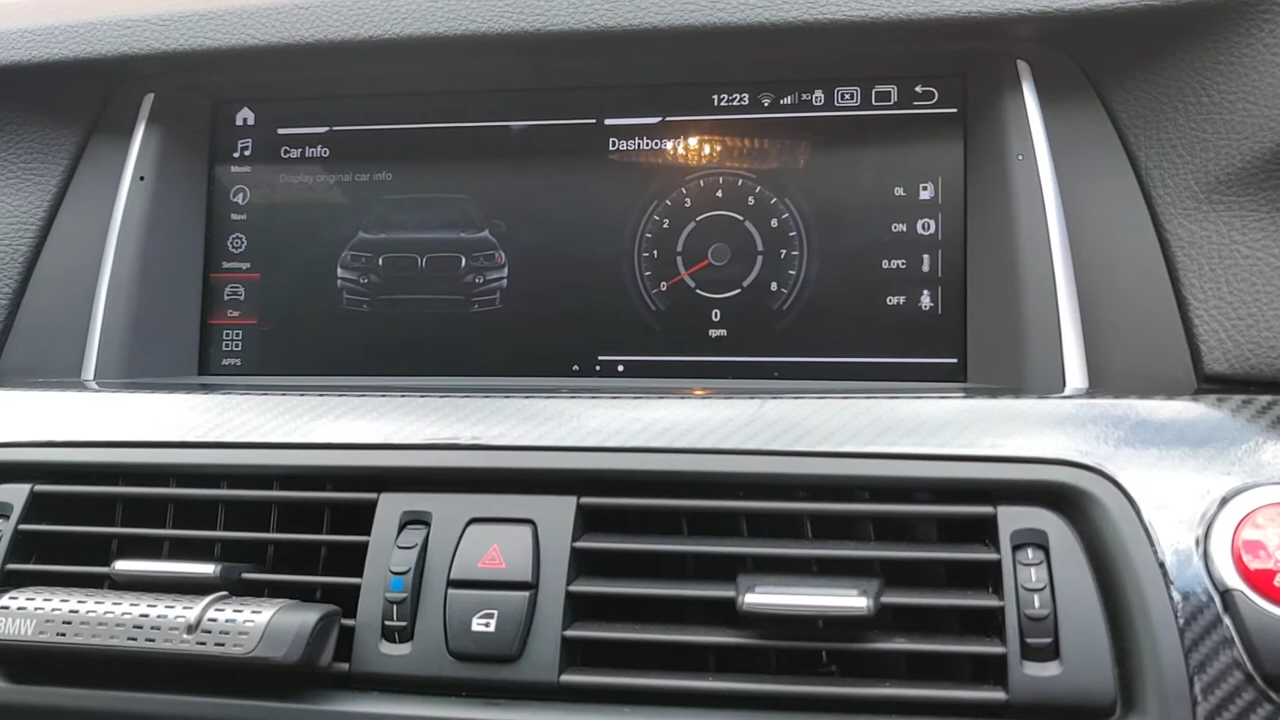 12:23
3G
Music
Navi
Settings
Car
APPS
Car Info
Display original car info
Dashboard
0
1
2
3
4
5
6
7
8
0
rpm
0L
ON
0.0℃
OFF
BMW